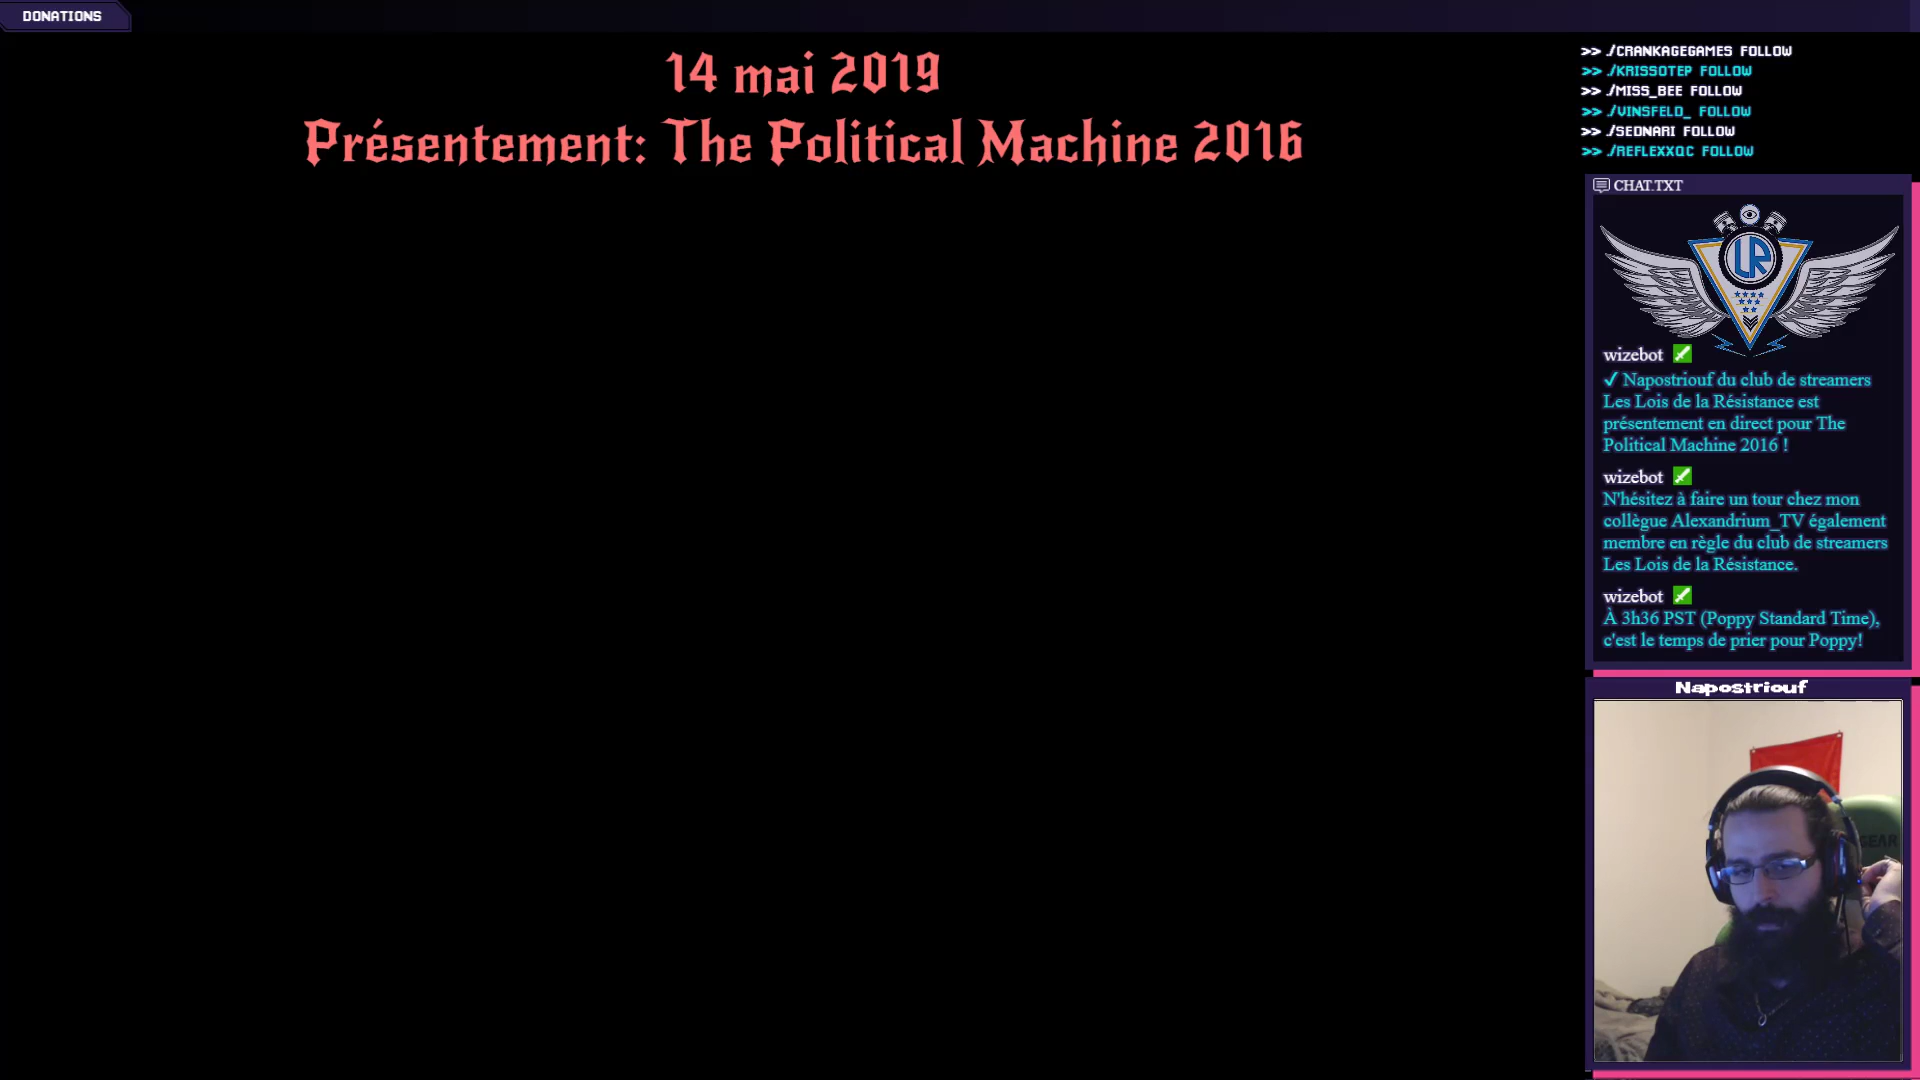 DONATIONS
14 mai 2019
Présentement: The Political Machine 2016
>> ./CRANKAGEGAMES FOLLOW
>> ./KRISSOTEP FOLLOW
>> ./MISS_BEE FOLLOW
>> ./VINSFELD_ FOLLOW
>> ./SEDNARI FOLLOW
>> ./REFLEXXQC FOLLOW
CHAT.TXT
LR
wizebot
✓ Napostriouf du club de streamers
Les Lois de la Résistance est
présentement en direct pour The
Political Machine 2016 !
wizebot
N'hésitez à faire un tour chez mon
collègue Alexandrium_TV également
membre en règle du club de streamers
Les Lois de la Résistance.
wizebot
À 3h36 PST (Poppy Standard Time),
c'est le temps de prier pour Poppy!
Napostriouf
GEAR